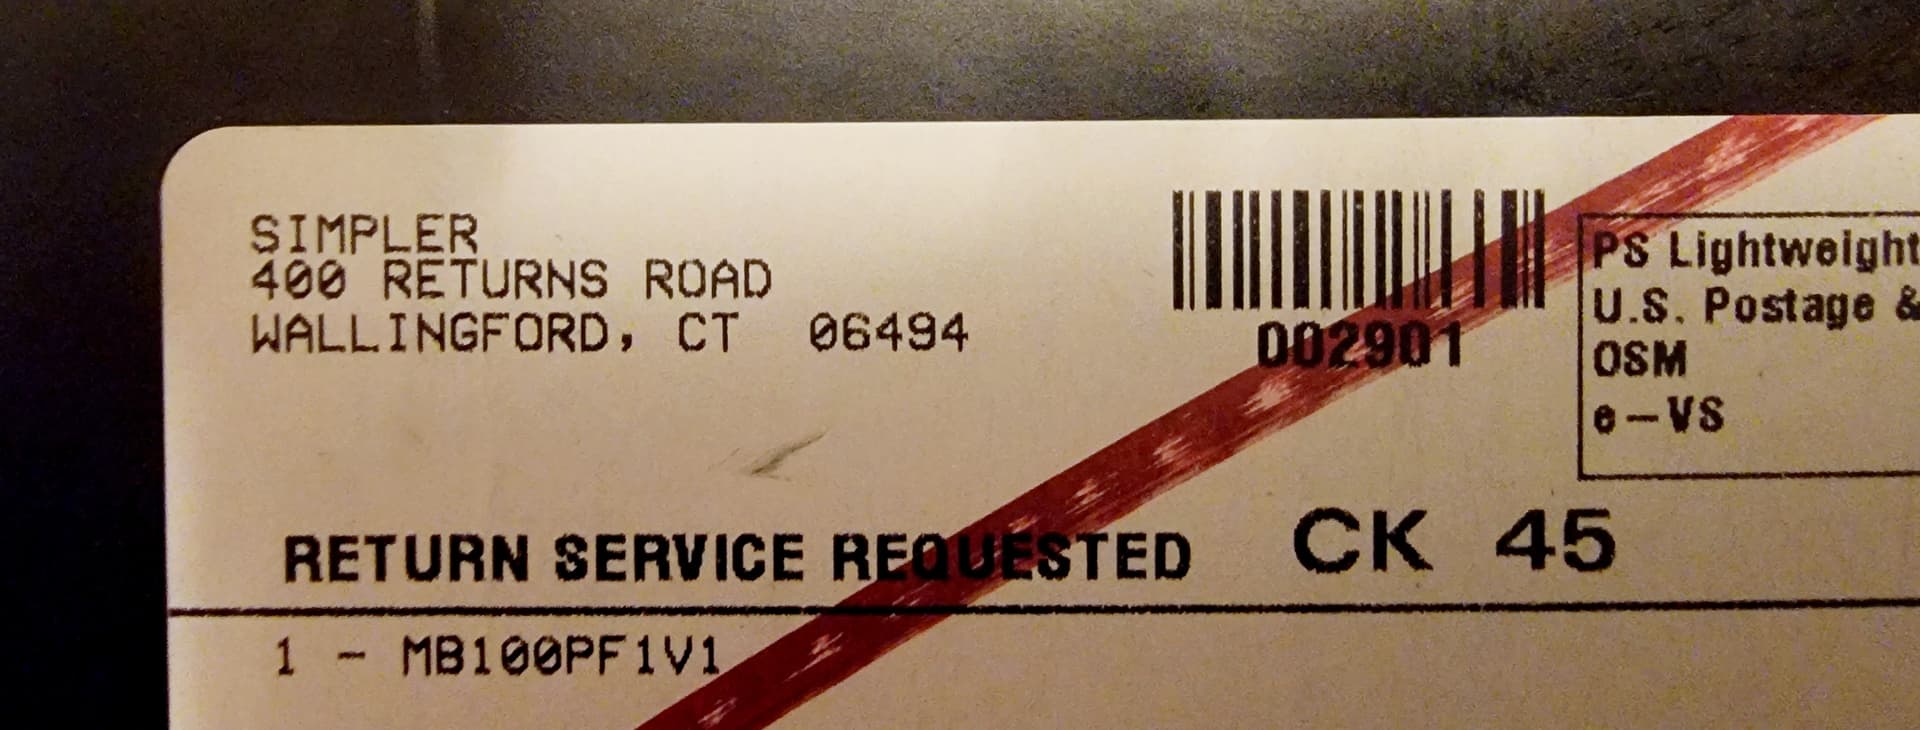 SIMPLER
400 RETURNS ROAD
WALLINGFORD, CT 06494
002901
PS Lightweight
U.S. Postage &
OSM
e-VS
RETURN SERVICE REQUESTED
CK 45
1 - MB100PF1V1